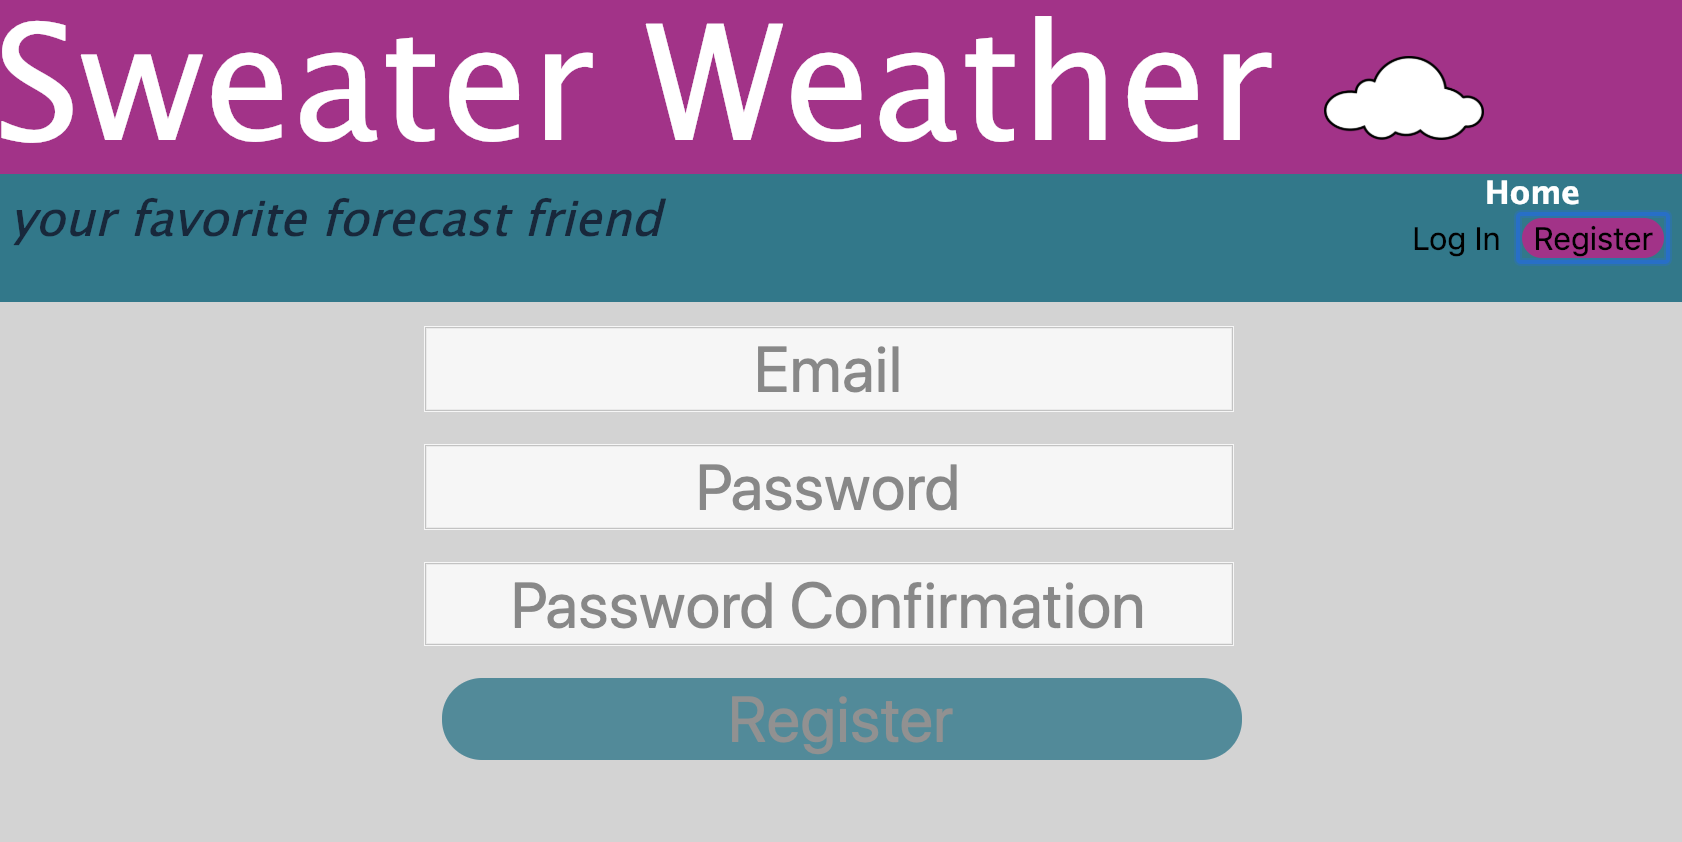 Sweater Weather
your favorite forecast friend
Home
Log In Register
Email
Password
Password Confirmation
Register